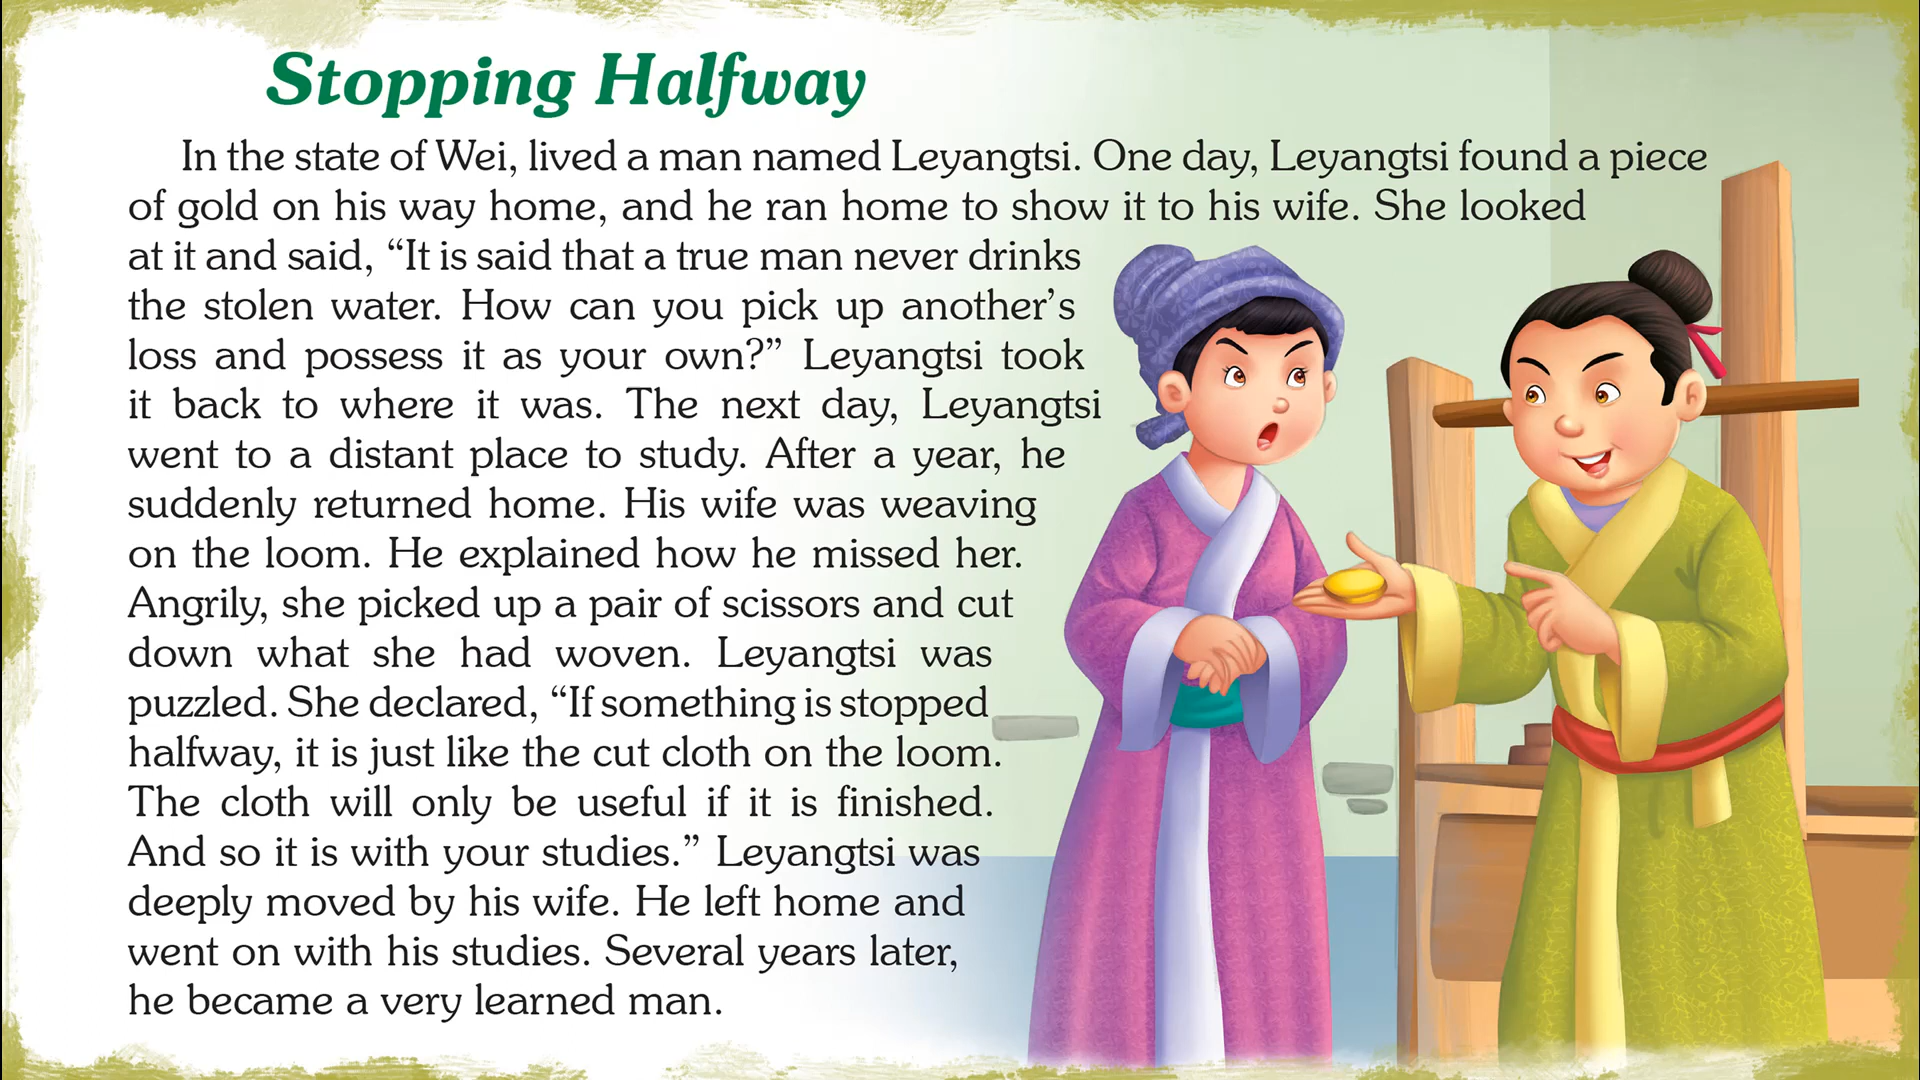 Stopping Halfway
In the state of Wei, lived a man named Leyangtsi. One day, Leyangtsi found a piece
of gold on his way home, and he ran home to show it to his wife. She looked
at it and said, “It is said that a true man never drinks
the stolen water. How can you pick up another’s
loss and possess it as your own?” Leyangtsi took
it back to where it was. The next day, Leyangtsi
went to a distant place to study. After a year, he
suddenly returned home. His wife was weaving
on the loom. He explained how he missed her.
Angrily, she picked up a pair of scissors and cut
down what she had woven. Leyangtsi was
puzzled. She declared, “If something is stopped
halfway, it is just like the cut cloth on the loom.
The cloth will only be useful if it is finished.
And so it is with your studies.” Leyangtsi was
deeply moved by his wife. He left home and
went on with his studies. Several years later,
he became a very learned man.